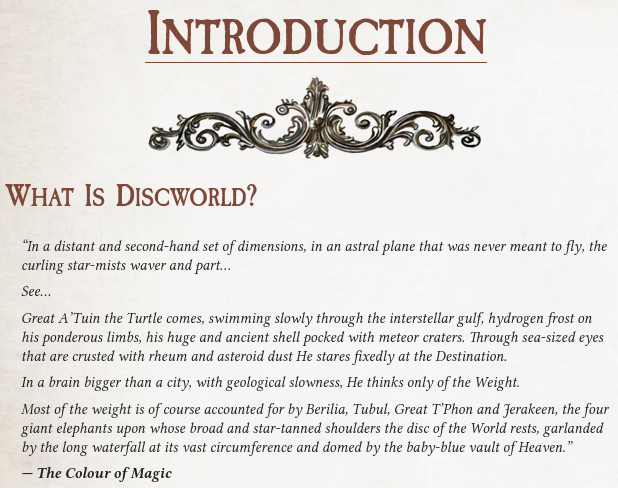 Introduction
What Is Discworld?
“In a distant and second-hand set of dimensions, in an astral plane that was never meant to fly, the
curling star-mists waver and part…
See…
Great A’Tuin the Turtle comes, swimming slowly through the interstellar gulf, hydrogen frost on
his ponderous limbs, his huge and ancient shell pocked with meteor craters. Through sea-sized eyes
that are crusted with rheum and asteroid dust He stares fixedly at the Destination.
In a brain bigger than a city, with geological slowness, He thinks only of the Weight.
Most of the weight is of course accounted for by Berilia, Tubul, Great T’Phon and Jerakeen, the four
giant elephants upon whose broad and star-tanned shoulders the disc of the World rests, garlanded
by the long waterfall at its vast circumference and domed by the baby-blue vault of Heaven.”
— The Colour of Magic